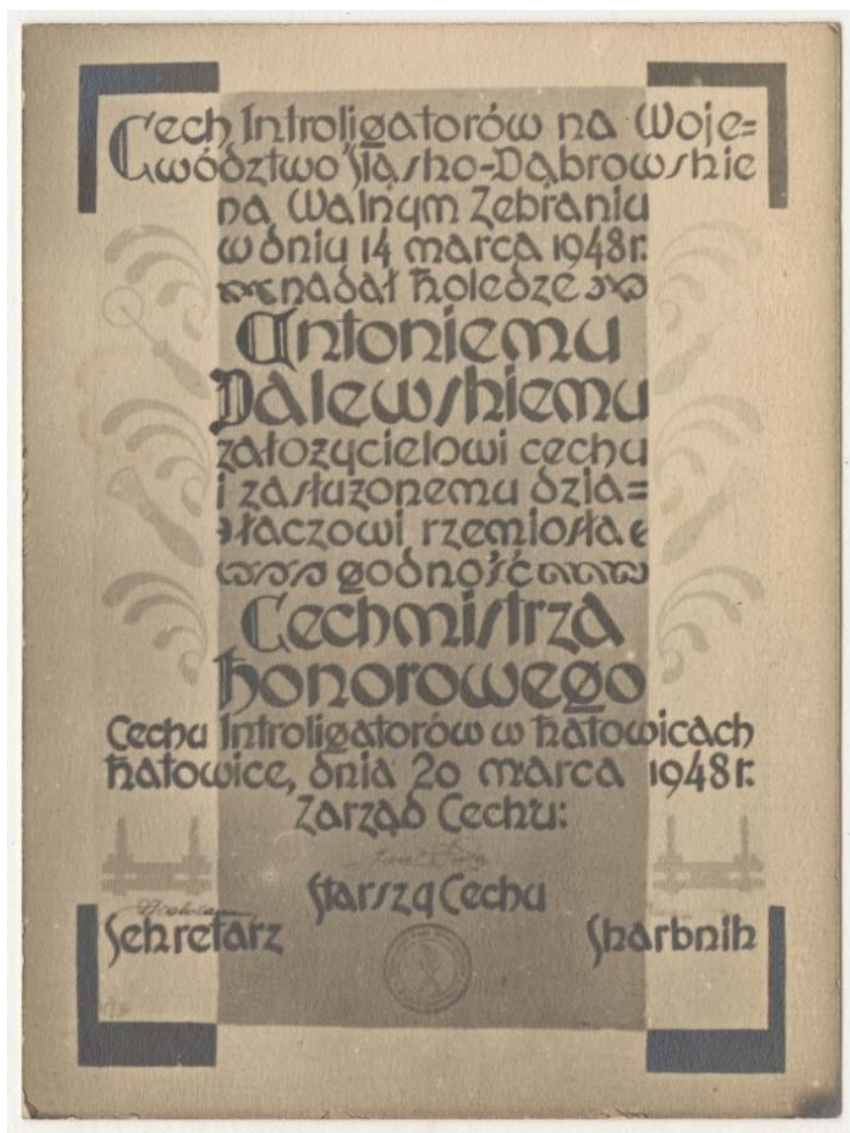 Cech Introligatorów na Woje=
wództwo Śląsko-Dąbrowskie
na Walnym Zebraniu
w dniu 14 marca 1948 r.
nadał koledze
Antoniemu
Dalewskiemu
założycielowi cechu
i zasłużonemu dzia=
łaczowi rzemiosła
godność
Cechmistrza
honorowego
Cechu Introligatorów w Katowicach
Katowice, dnia 20 marca 1948 r.
Zarząd Cechu:
Starszy Cechu
Sekretarz
Skarbnik